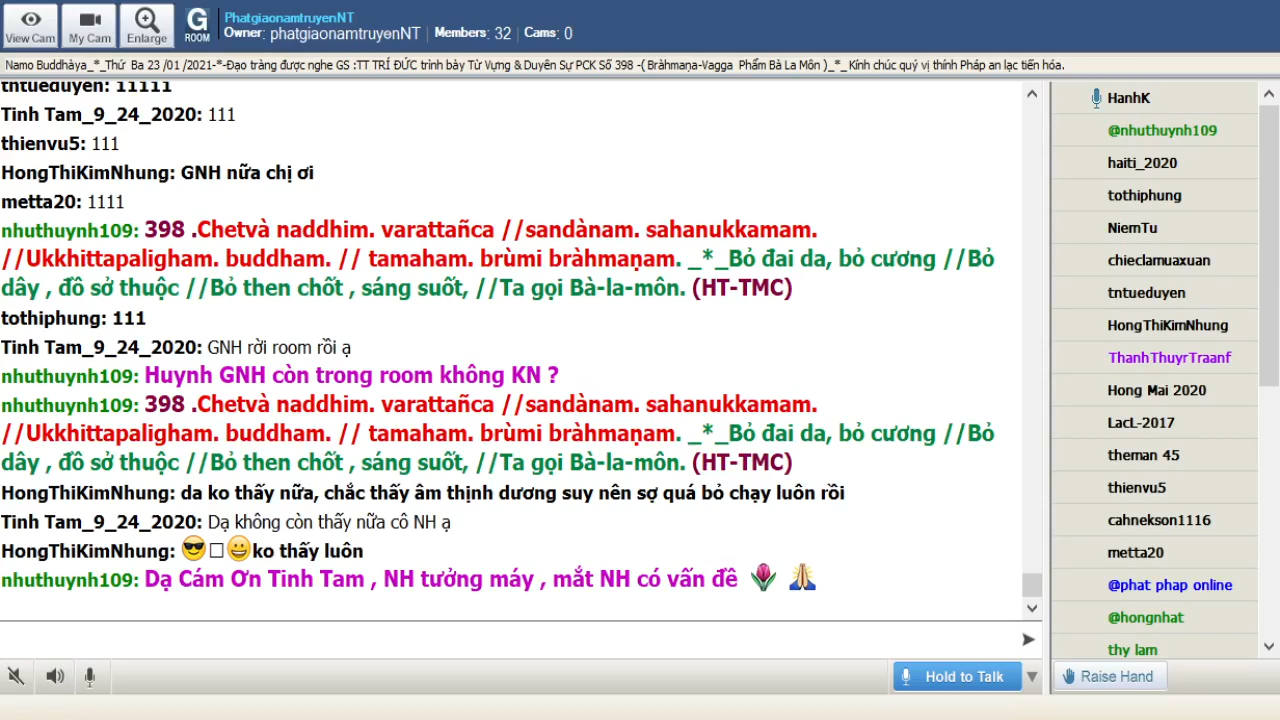 View Cam
My Cam
Enlarge
G
ROOM
PhatgiaonamtruyenNT
Owner: phatgiaonamtruyenNT | Members: 32 | Cams: 0
Namo Buddhàya_*_Thứ Ba 23 /01 /2021-*-Đạo tràng được nghe GS :TT TRÍ ĐỨC trình bày Từ Vựng & Duyên Sự PCK Số 398 -( Bràhmaṇa-Vagga Phẩm Bà La Môn )_*_ Kính chúc quý vị thính Pháp an lạc tiến hóa.
tntueduyen: 11111
Tinh Tam_9_24_2020: 111
thienvu5: 111
HongThiKimNhung: GNH nữa chị ơi
metta20: 1111
nhuthuynh109: 398 .Chetvà naddhim. varattañca //sandànam. sahanukkamam.
//Ukkhittapaligham. buddham. // tamaham. brùmi bràhmaṇam. _*_Bỏ đai da, bỏ cương //Bỏ
dây , đồ sở thuộc //Bỏ then chốt , sáng suốt, //Ta gọi Bà-la-môn. (HT-TMC)
tothiphung: 111
Tinh Tam_9_24_2020: GNH rời room rồi ạ
nhuthuynh109: Huynh GNH còn trong room không KN ?
nhuthuynh109: 398 .Chetvà naddhim. varattañca //sandànam. sahanukkamam.
//Ukkhittapaligham. buddham. // tamaham. brùmi bràhmaṇam. _*_Bỏ đai da, bỏ cương //Bỏ
dây , đồ sở thuộc //Bỏ then chốt , sáng suốt, //Ta gọi Bà-la-môn. (HT-TMC)
HongThiKimNhung: da ko thấy nữa, chắc thấy âm thịnh dương suy nên sợ quá bỏ chạy luôn rồi
Tinh Tam_9_24_2020: Dạ không còn thấy nữa cô NH ạ
HongThiKimNhung: 😎□😀ko thấy luôn
nhuthuynh109: Dạ Cám Ơn Tinh Tam , NH tưởng máy , mắt NH có vấn đề 🌷 🙏
HanhK
@nhuthuynh109
haiti_2020
tothiphung
NiemTu
chieclamuaxuan
tntueduyen
HongThiKimNhung
ThanhThuyrTraanf
Hong Mai 2020
LacL-2017
theman 45
thienvu5
cahnekson1116
metta20
@phat phap online
@hongnhat
thy lam
Hold to Talk
Raise Hand